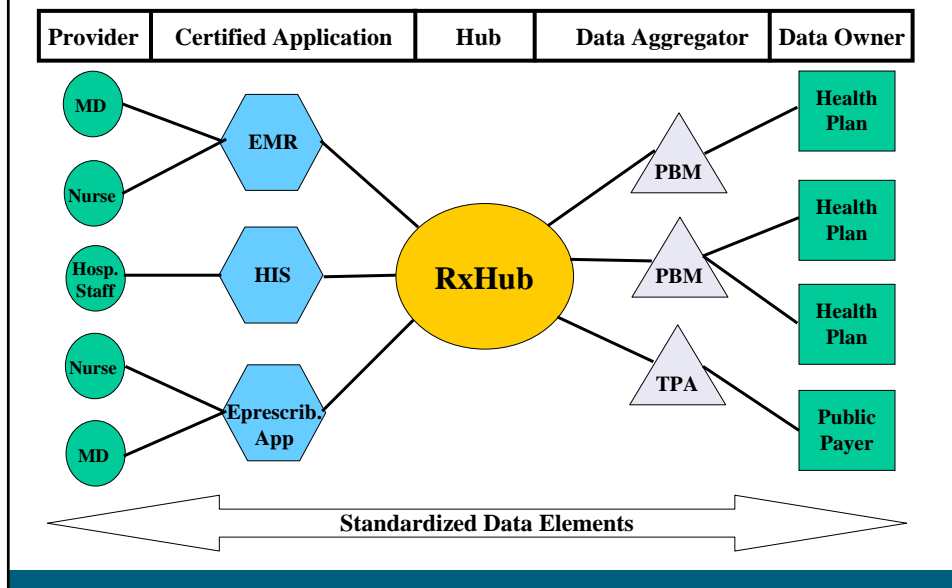 Provider Certified Application Hub Data Aggregator Data Owner
MD
Nurse
Hosp.
Staff
Nurse
MD
EMR
HIS
Eprescrib.
App
RxHub
PBM
PBM
TPA
Health
Plan
Health
Plan
Health
Plan
Public
Payer
Standardized Data Elements